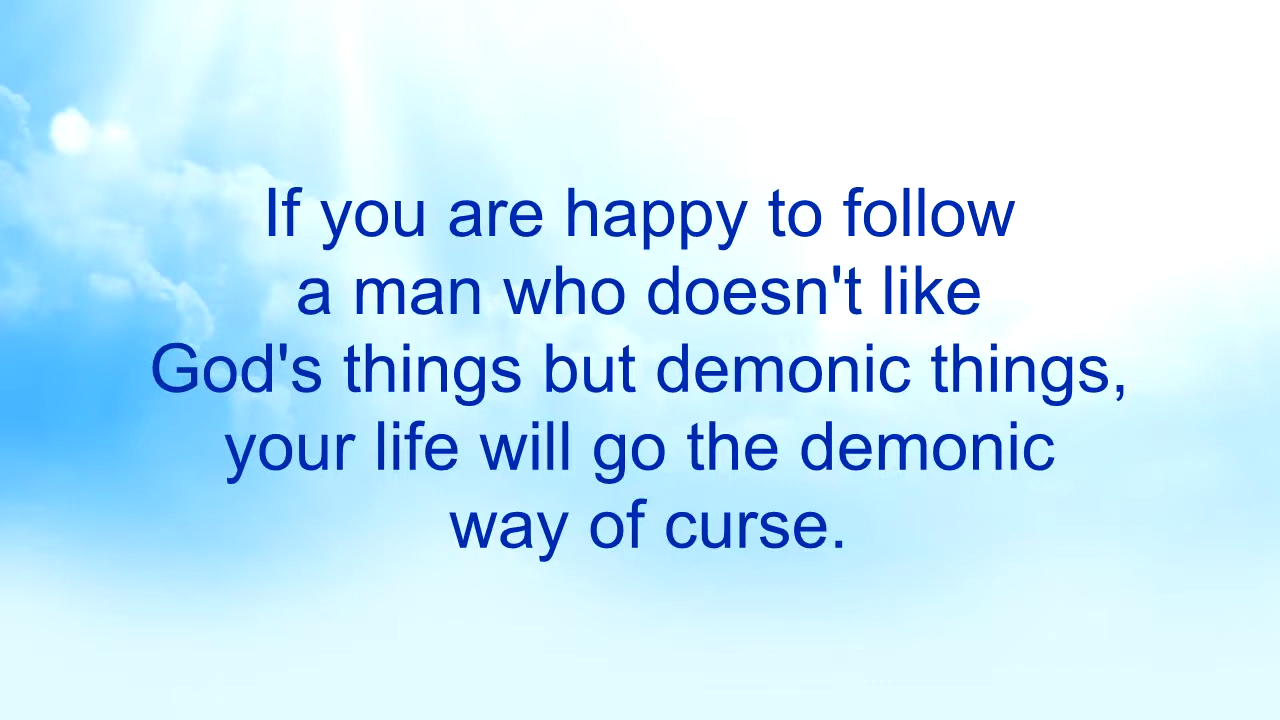 If you are happy to follow
a man who doesn't like
God's things but demonic things,
your life will go the demonic
way of curse.